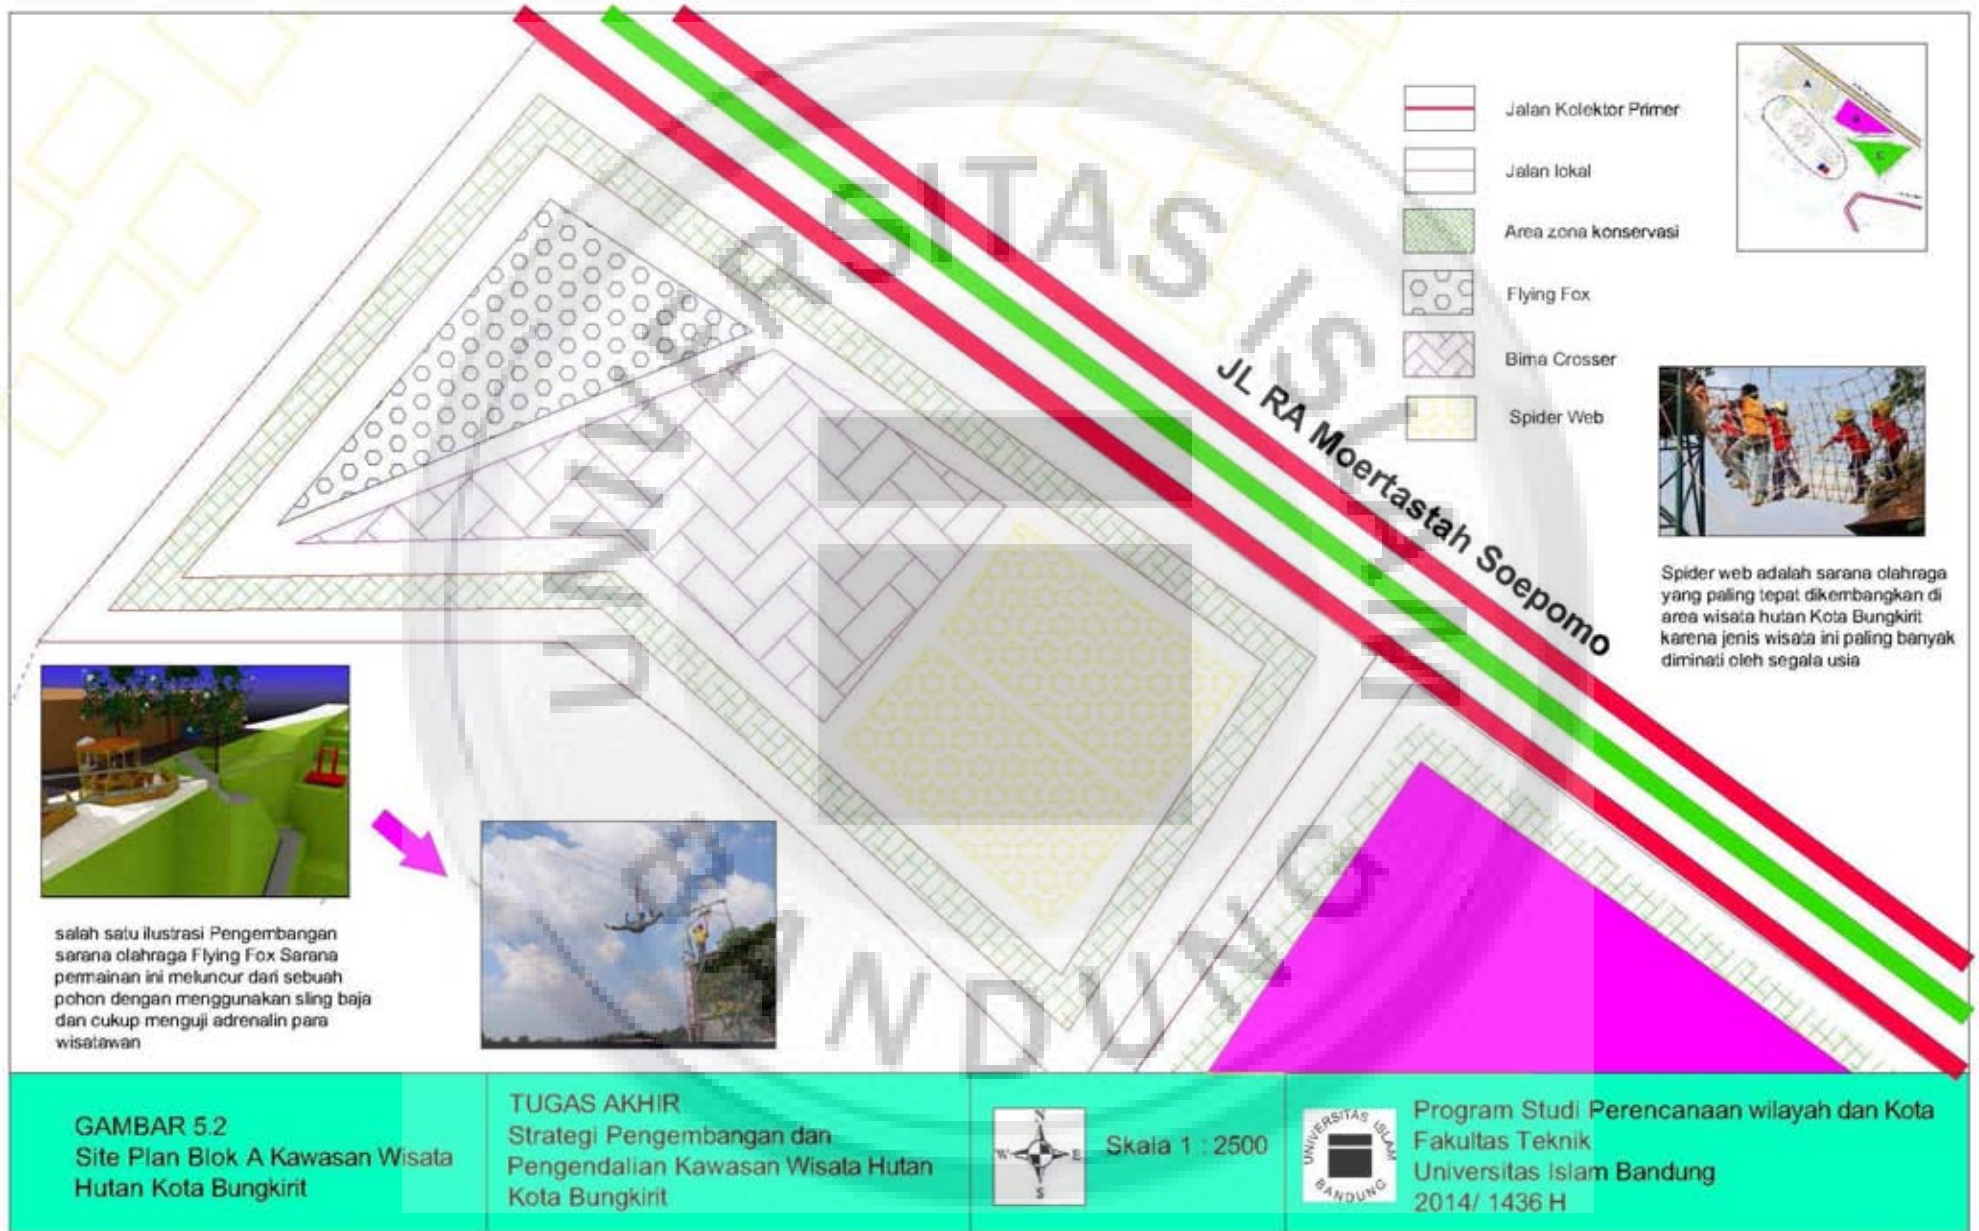 Jalan Kolektor Primer
Jalan lokal
Area zona konservasi
Flying Fox
Bima Crosser
Spider Web
A
C
JL RA Moertastah Soepomo
Spider web adalah sarana olahraga
yang paling tepat dikembangkan di
area wisata hutan Kota Bungkirit
karena jenis wisata ini paling banyak
diminati oleh segala usia
salah satu ilustrasi Pengembangan
sarana olahraga Flying Fox Sarana
permainan ini meluncur dari sebuah
pohon dengan menggunakan sling baja
dan cukup menguji adrenalin para
wisatawan
UNIVERSITAS ISLAM
BANDUNG
GAMBAR 5.2
Site Plan Blok A Kawasan Wisata
Hutan Kota Bungkirit
TUGAS AKHIR
Strategi Pengembangan dan
Pengendalian Kawasan Wisata Hutan
Kota Bungkirit
N
W E
S
Skala 1 : 2500
UNIVERSITAS ISLAM
BANDUNG
Program Studi Perencanaan wilayah dan Kota
Fakultas Teknik
Universitas Islam Bandung
2014/ 1436 H